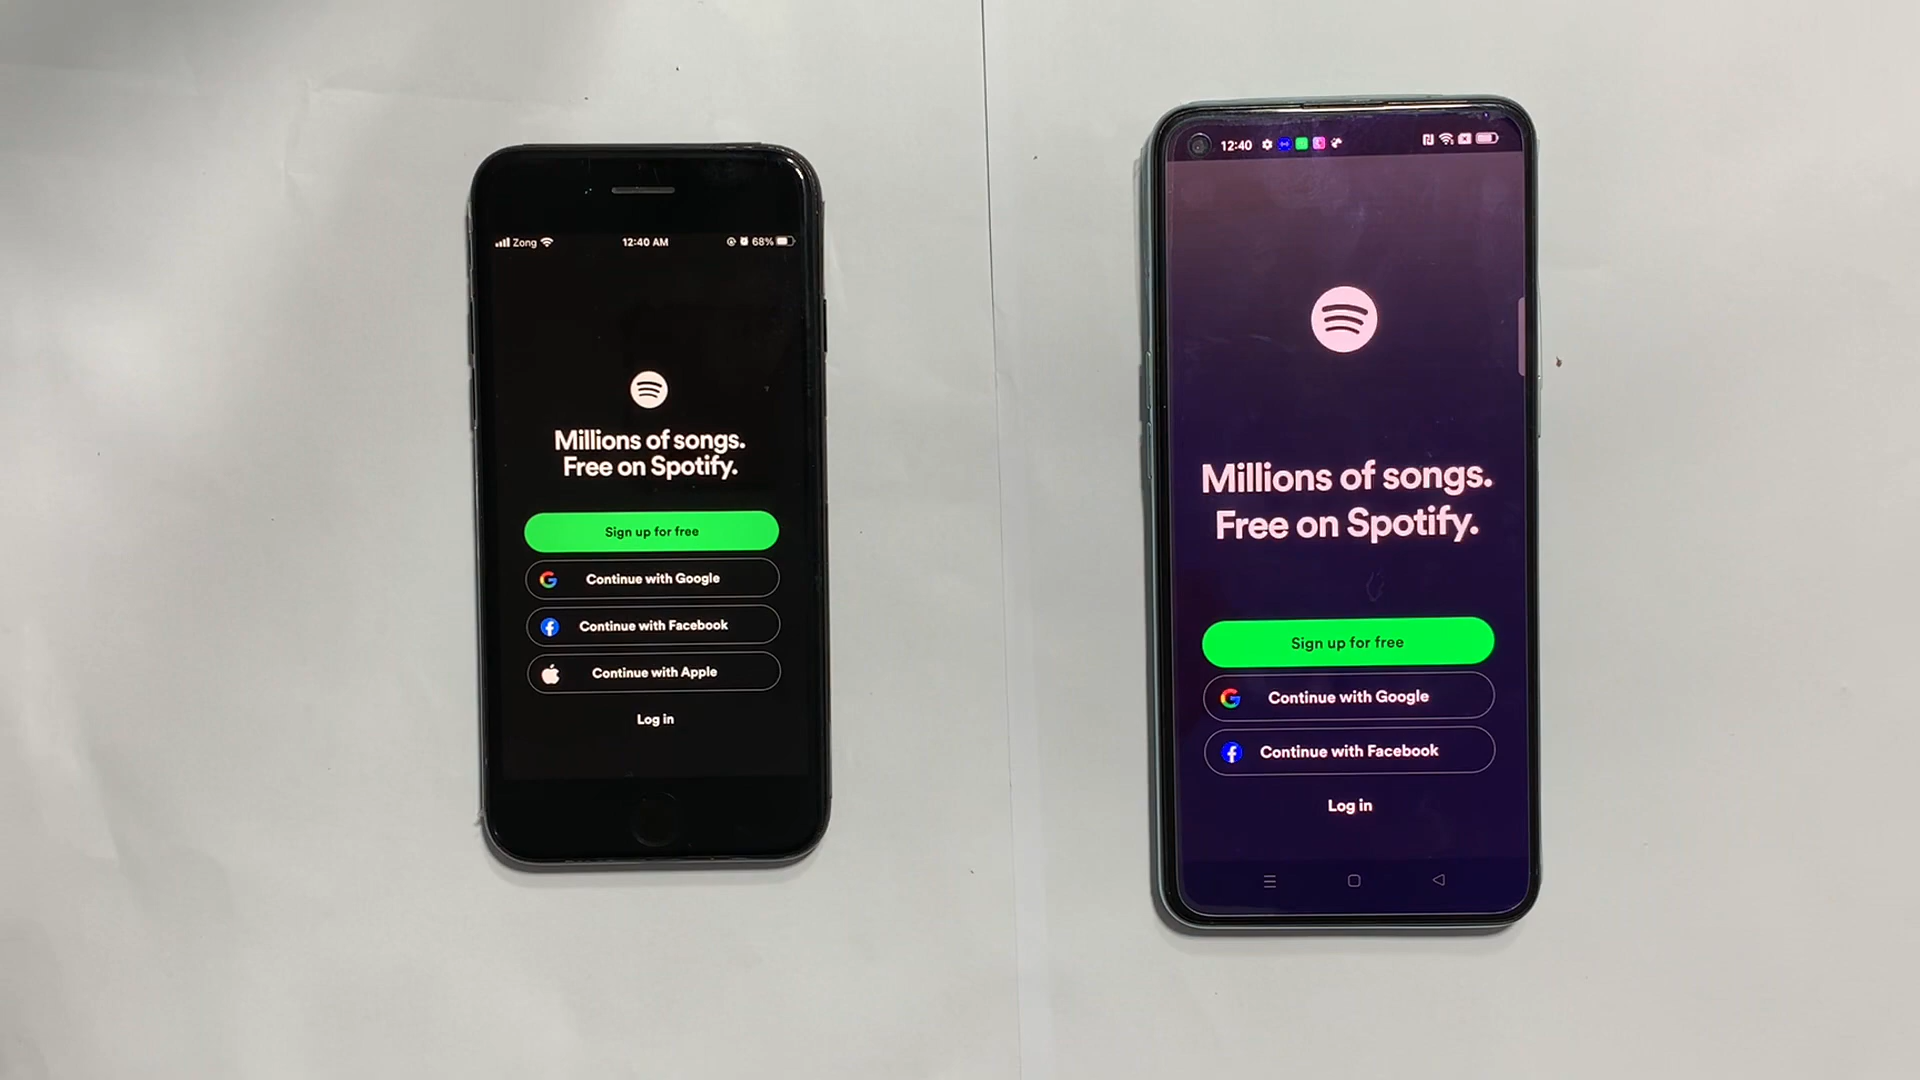 Zong
12:40 AM
68%
Millions of songs.
Free on Spotify.
Sign up for free
Continue with Google
Continue with Facebook
Continue with Apple
Log in
12:40
Millions of songs.
Free on Spotify.
Sign up for free
Continue with Google
Continue with Facebook
Log in